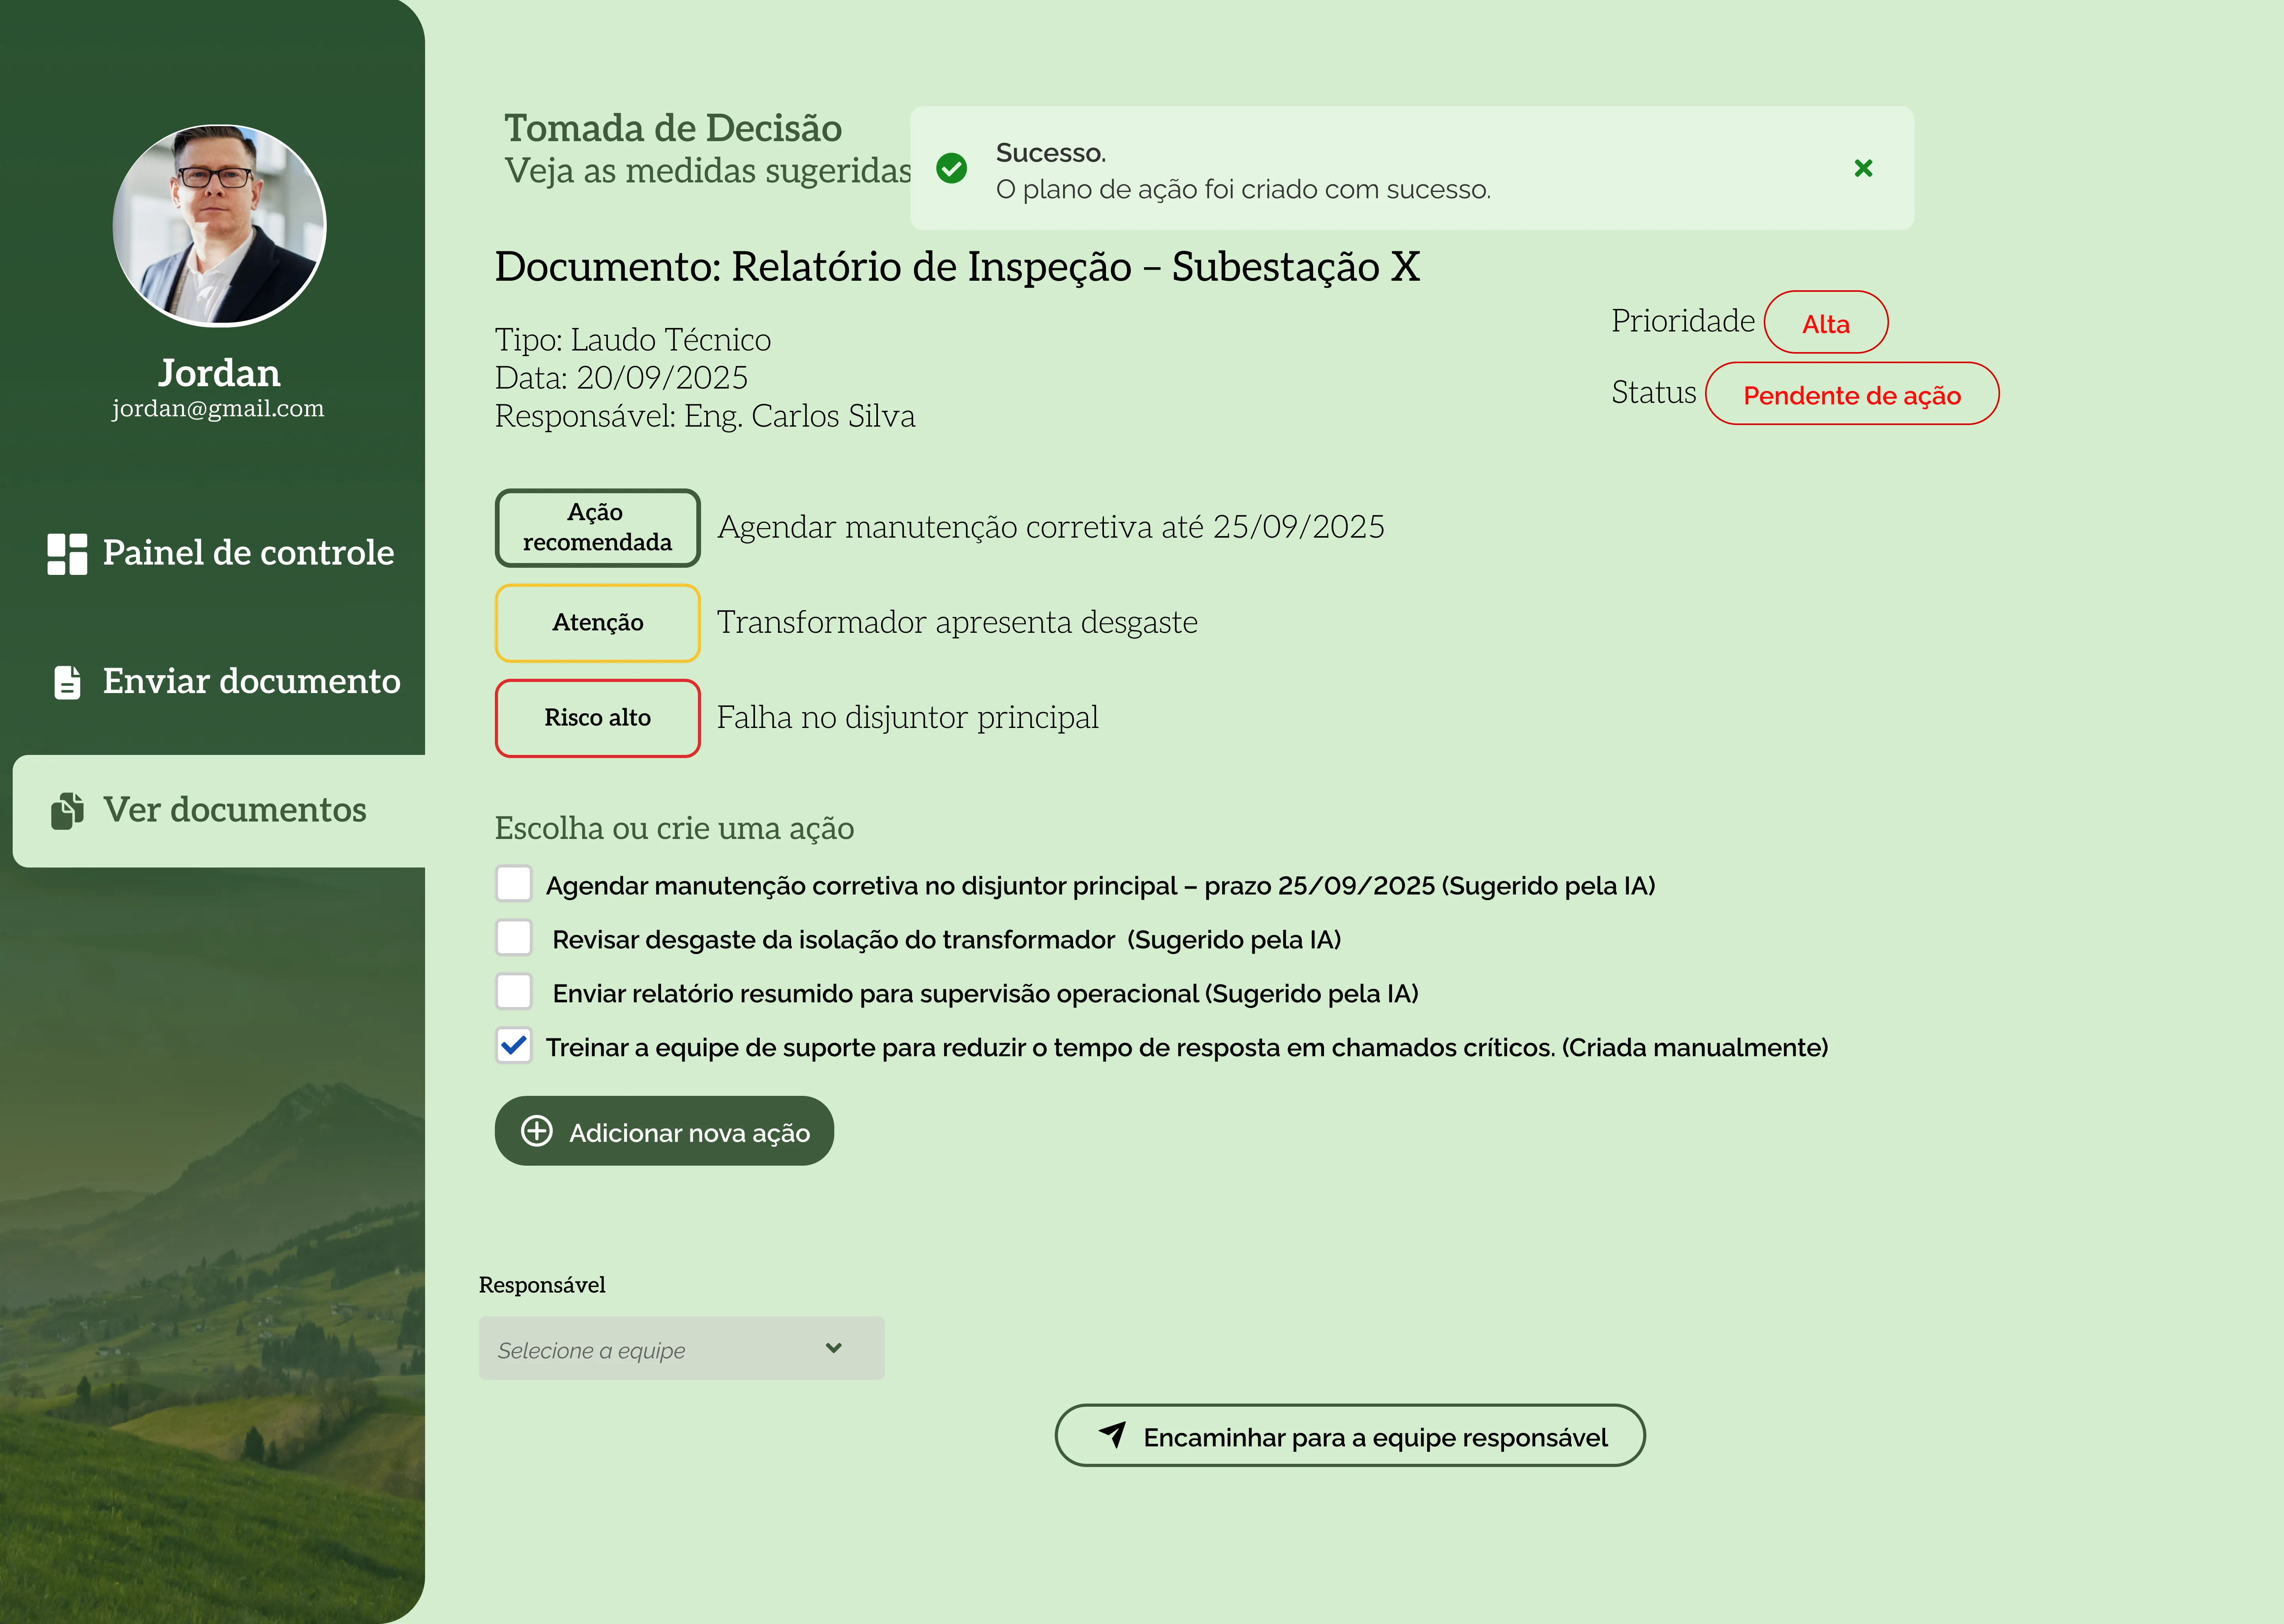 Jordan
jordan@gmail.com
Painel de controle
Enviar documento
Ver documentos
Tomada de Decisão
Veja as medidas sugeridas
Sucesso.
O plano de ação foi criado com sucesso.
Documento: Relatório de Inspeção – Subestação X
Tipo: Laudo Técnico
Data: 20/09/2025
Responsável: Eng. Carlos Silva
Prioridade Alta
Status Pendente de ação
Ação
recomendada
Agendar manutenção corretiva até 25/09/2025
Atenção
Transformador apresenta desgaste
Risco alto
Falha no disjuntor principal
Escolha ou crie uma ação
Agendar manutenção corretiva no disjuntor principal – prazo 25/09/2025 (Sugerido pela IA)
Revisar desgaste da isolação do transformador (Sugerido pela IA)
Enviar relatório resumido para supervisão operacional (Sugerido pela IA)
Treinar a equipe de suporte para reduzir o tempo de resposta em chamados críticos. (Criada manualmente)
Adicionar nova ação
Responsável
Selecione a equipe
Encaminhar para a equipe responsável